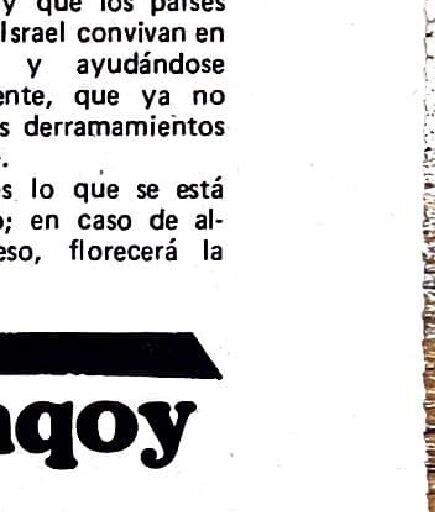 y que los países
Israel convivan en
y ayudándose
ente, que ya no
s derramamientos
.
s lo que se está
o; en caso de al-
eso, florecerá la
aqoy